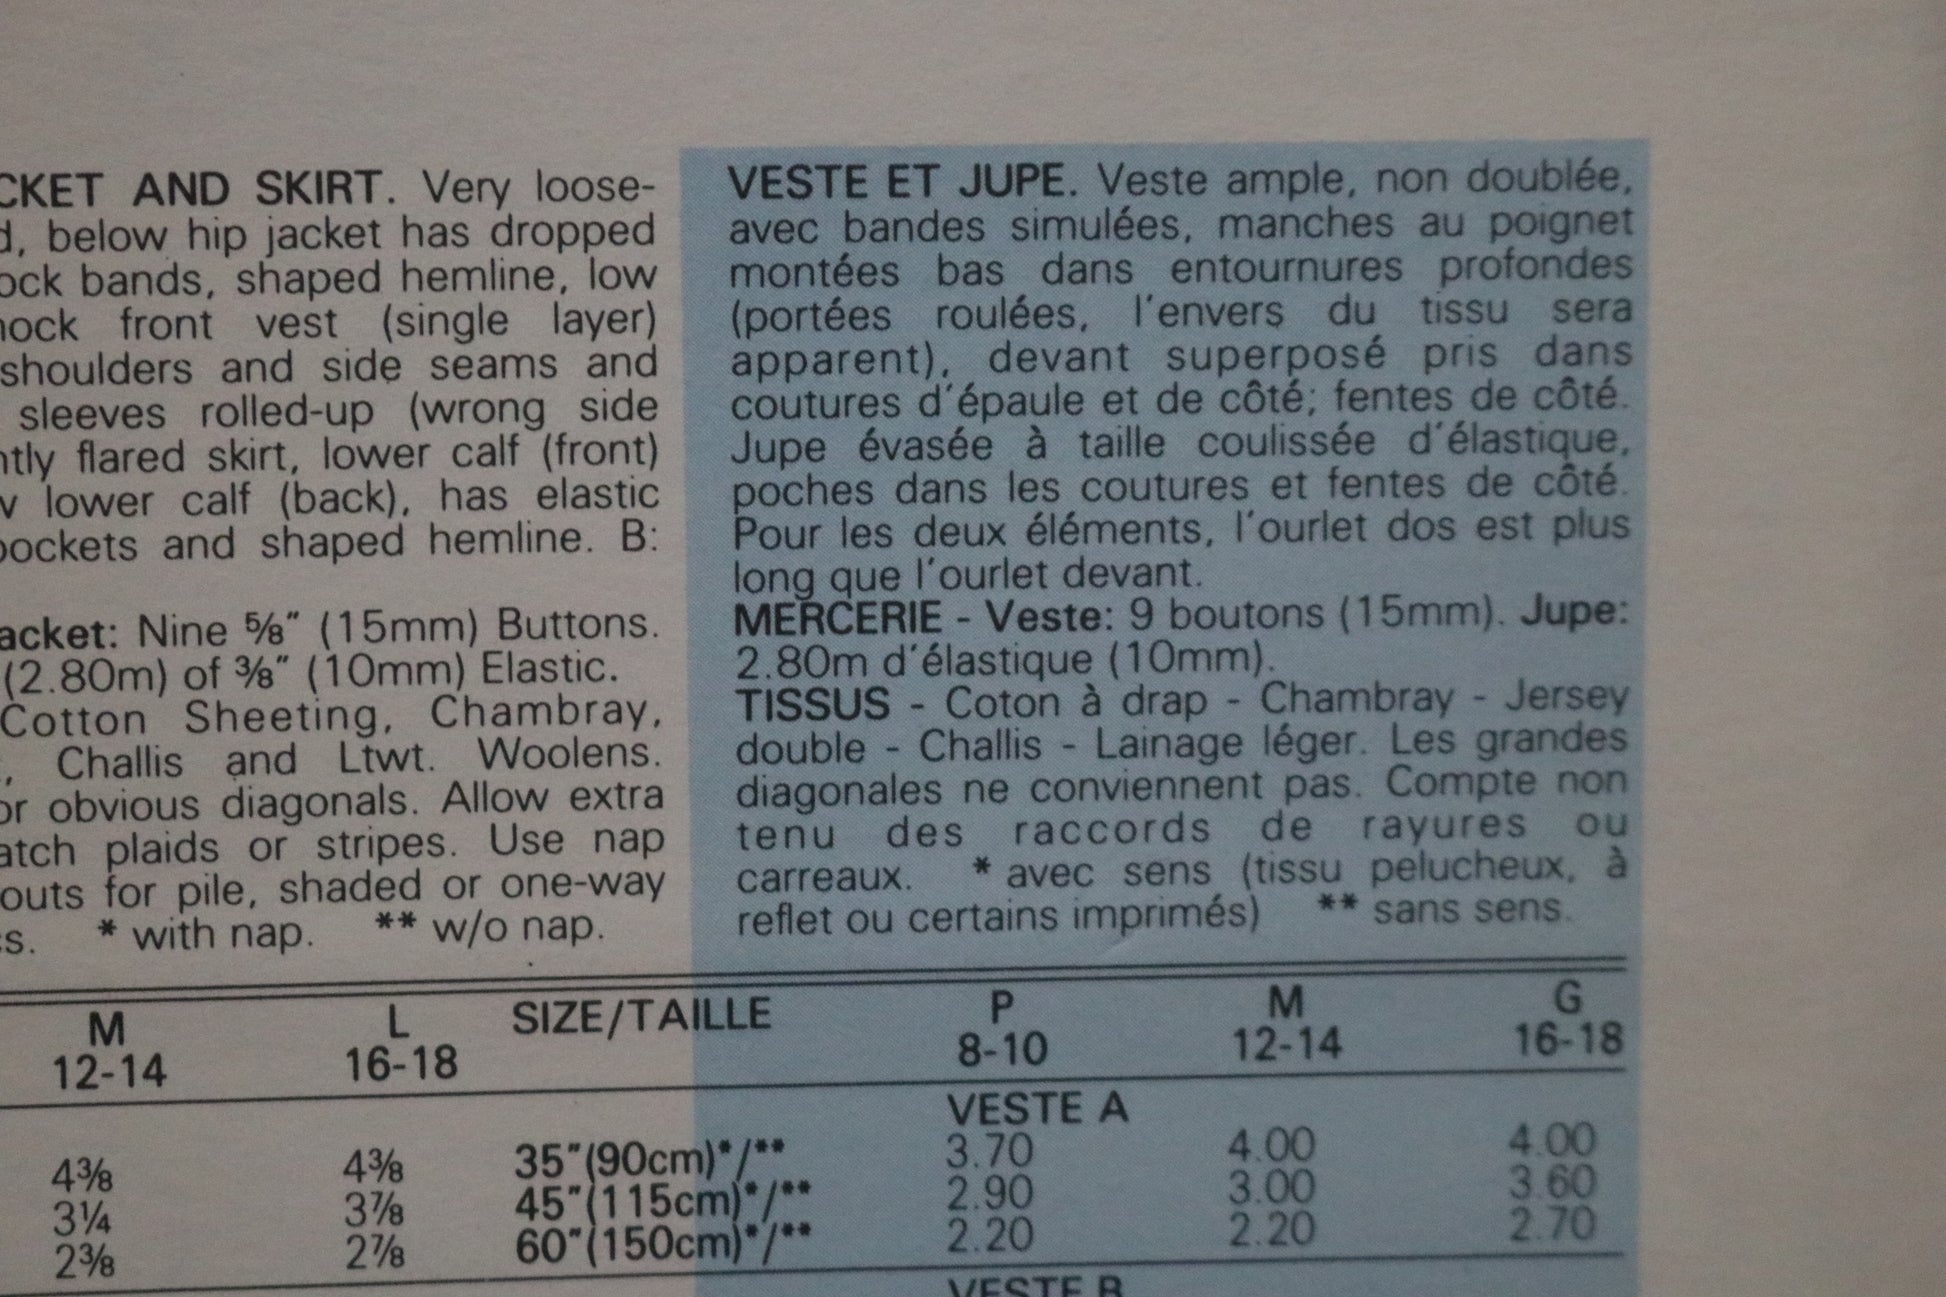 CKET AND SKIRT. Very loose-
d, below hip jacket has dropped
ock bands, shaped hemline, low
ock front vest (single layer)
shoulders and side seams and
sleeves rolled-up (wrong side
ntly flared skirt, lower calf (front)
lower calf (back), has elastic
pockets and shaped hemline. B:
acket: Nine ⅝" (15mm) Buttons.
(2.80m) of ⅜" (10mm) Elastic.
Cotton Sheeting, Chambray,
, Challis and Ltwt. Woolens.
or obvious diagonals. Allow extra
atch plaids or stripes. Use nap
outs for pile, shaded or one-way
s. * with nap. ** w/o nap.
VESTE ET JUPE. Veste ample, non doublée,
avec bandes simulées, manches au poignet
montées bas dans entournures profondes
(portées roulées, l'envers du tissu sera
apparent), devant superposé pris dans
coutures d'épaule et de côté; fentes de côté.
Jupe évasée à taille coulissée d'élastique,
poches dans les coutures et fentes de côté.
Pour les deux éléments, l'ourlet dos est plus
long que l'ourlet devant.
MERCERIE - Veste: 9 boutons (15mm). Jupe:
2.80m d'élastique (10mm).
TISSUS - Coton à drap - Chambray - Jersey
double - Challis - Lainage léger. Les grandes
diagonales ne conviennent pas. Compte non
tenu des raccords de rayures ou
carreaux. * avec sens (tissu pelucheux, à
reflet ou certains imprimés) ** sans sens.
M L SIZE/TAILLE P M G
12-14 16-18 8-10 12-14 16-18
VESTE A
4⅜ 4⅜ 35"(90cm)*/** 3.70 4.00 4.00
3¼ 3⅞ 45"(115cm)*/** 2.90 3.00 3.60
2⅜ 2⅞ 60"(150cm)*/** 2.20 2.20 2.70
VESTE B